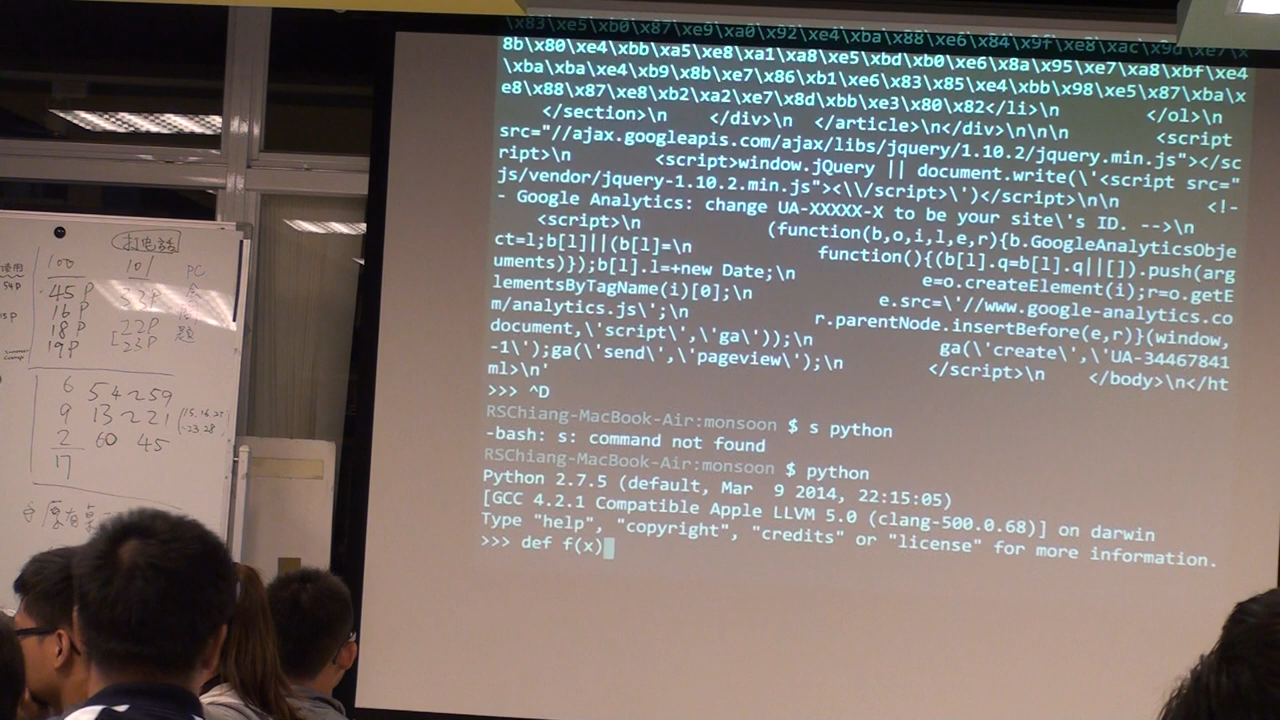 \x83\xe5\xb0\x87\xe9\xa0\x92\xe4\xba\x88\xe6\x84\x9f\xe8\xac\x9d\xe7\x
8b\x80\xe4\xbb\xa5\xe8\xa1\xa8\xe5\xbd\xb0\xe6\x8a\x95\xe7\xa8\xbf\xe4
\xba\xba\xe4\xb9\x8b\xe7\x86\xb1\xe6\x83\x85\xe4\xbb\x98\xe5\x87\xba\x
e8\x88\x87\xe8\xb2\xa2\xe7\x8d\xbb\xe3\x80\x82</li>\n </ol>\n
</section>\n </div>\n </article>\n</div>\n\n\n <script
src="//ajax.googleapis.com/ajax/libs/jquery/1.10.2/jquery.min.js"></sc
ript>\n <script>window.jQuery || document.write(\'<script src="
js/vendor/jquery-1.10.2.min.js"><\\/script>\')</script>\n\n <!-
- Google Analytics: change UA-XXXXX-X to be your site\'s ID. -->\n
<script>\n (function(b,o,i,l,e,r){b.GoogleAnalyticsObje
ct=l;b[l]||(b[l]=\n function(){(b[l].q=b[l].q||[]).push(arg
uments)});b[l].l=+new Date;\n e=o.createElement(i);r=o.getE
lementsByTagName(i)[0];\n e.src=\'//www.google-analytics.co
m/analytics.js\';\n r.parentNode.insertBefore(e,r)}(window,
document,\'script\',\'ga\'));\n ga(\'create\',\'UA-34467841
-1\');ga(\'send\',\'pageview\');\n </script>\n </body>\n</ht
ml>\n'
>>> ^D
RSChiang-MacBook-Air:monsoon $ s python
-bash: s: command not found
RSChiang-MacBook-Air:monsoon $ python
Python 2.7.5 (default, Mar 9 2014, 22:15:05)
[GCC 4.2.1 Compatible Apple LLVM 5.0 (clang-500.0.68)] on darwin
Type "help", "copyright", "credits" or "license" for more information.
>>> def f(x)
打电话
100 101 PC
45P 33P
16P
18P 22P 題
19P 23P
6 54~59
9 13~221
2 60 45
17